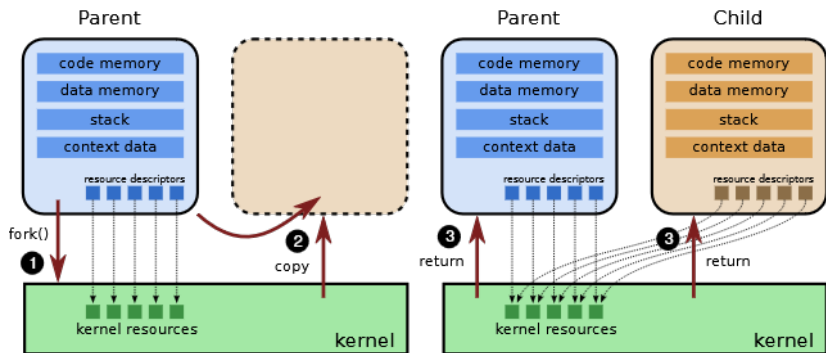 Parent
code memory
data memory
stack
context data
resource descriptors
fork()
1
2
copy
kernel resources
kernel
Parent
Child
code memory
code memory
data memory
data memory
stack
stack
context data
context data
resource descriptors
resource descriptors
3
return
3
return
kernel resources
kernel